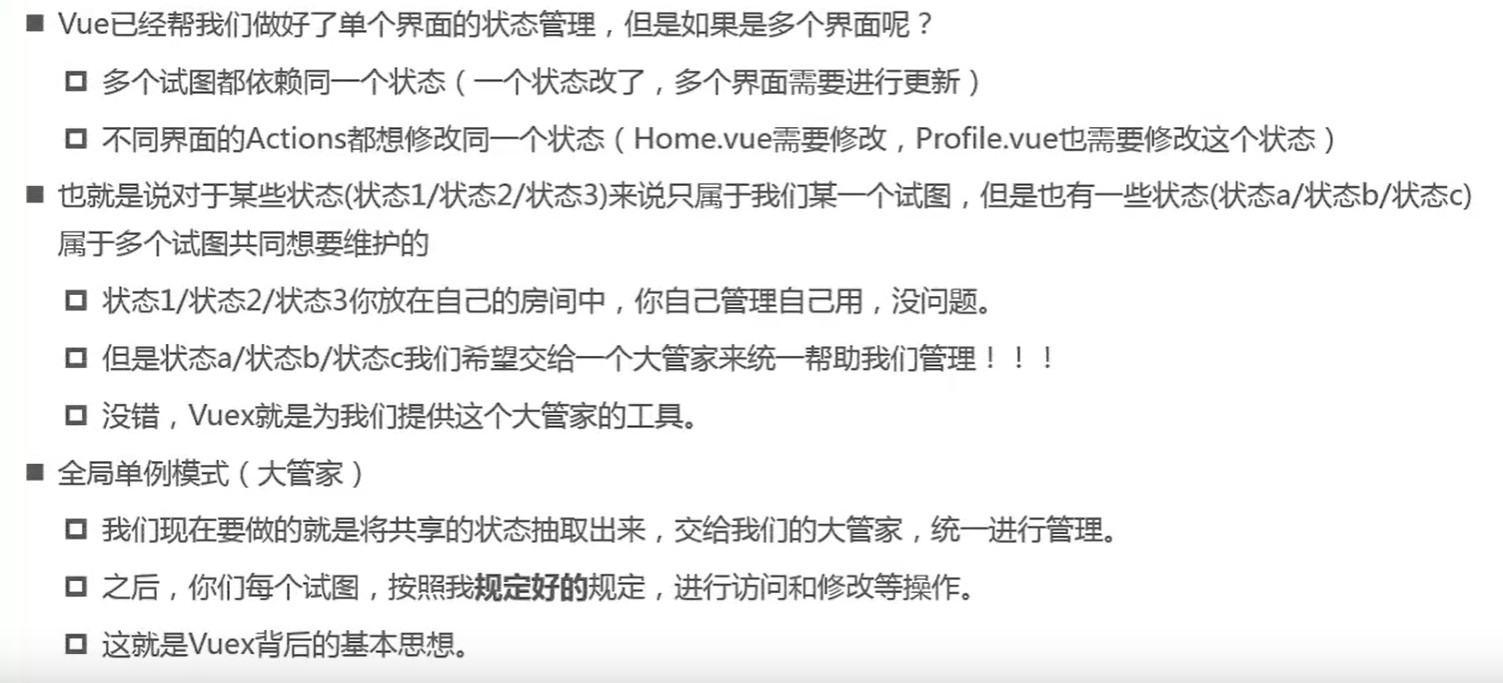 Vue已经帮我们做好了单个界面的状态管理，但是如果是多个界面呢？
多个试图都依赖同一个状态（一个状态改了，多个界面需要进行更新）
不同界面的Actions都想修改同一个状态（Home.vue需要修改，Profile.vue也需要修改这个状态）
也就是说对于某些状态(状态1/状态2/状态3)来说只属于我们某一个试图，但是也有一些状态(状态a/状态b/状态c)
属于多个试图共同想要维护的
状态1/状态2/状态3你放在自己的房间中，你自己管理自己用，没问题。
但是状态a/状态b/状态c我们希望交给一个大管家来统一帮助我们管理！！！
没错，Vuex就是为我们提供这个大管家的工具。
全局单例模式（大管家）
我们现在要做的就是将共享的状态抽取出来，交给我们的大管家，统一进行管理。
之后，你们每个试图，按照我规定好的规定，进行访问和修改等操作。
这就是Vuex背后的基本思想。